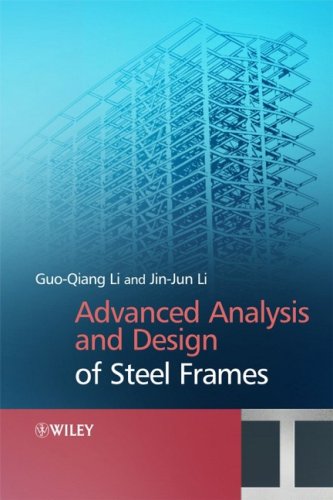 Guo-Qiang Li and Jin-Jun Li
Advanced Analysis
and Design
of Steel Frames
WILEY